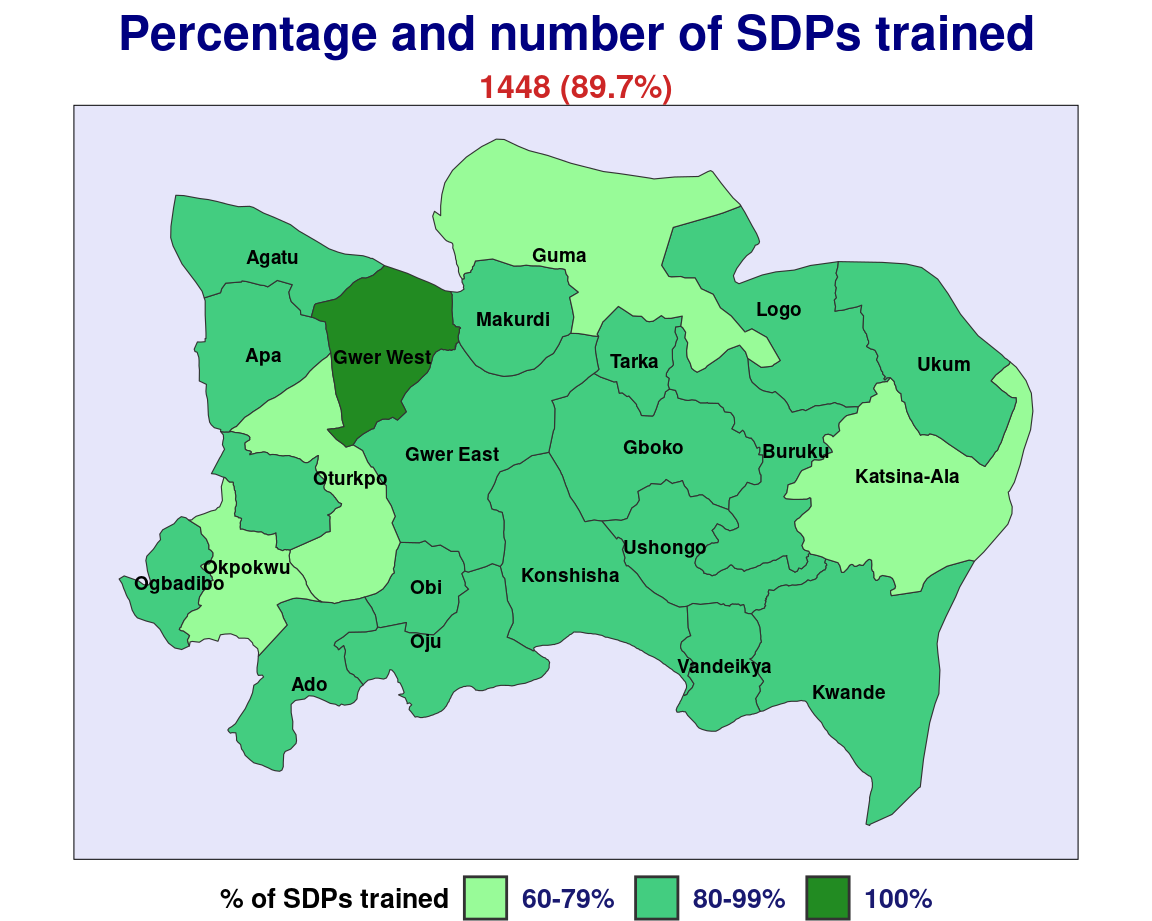 Percentage and number of SDPs trained
1448 (89.7%)
Guma
Agatu
Logo
Makurdi
Apa
Gwer West
Tarka
Ukum
Gboko
Buruku
Gwer East
Katsina-Ala
Oturkpo
Ushongo
Okpokwu
Konshisha
Ogbadibo
Obi
Oju
Vandeikya
Ado
Kwande
% of SDPs trained 60-79% 80-99% 100%